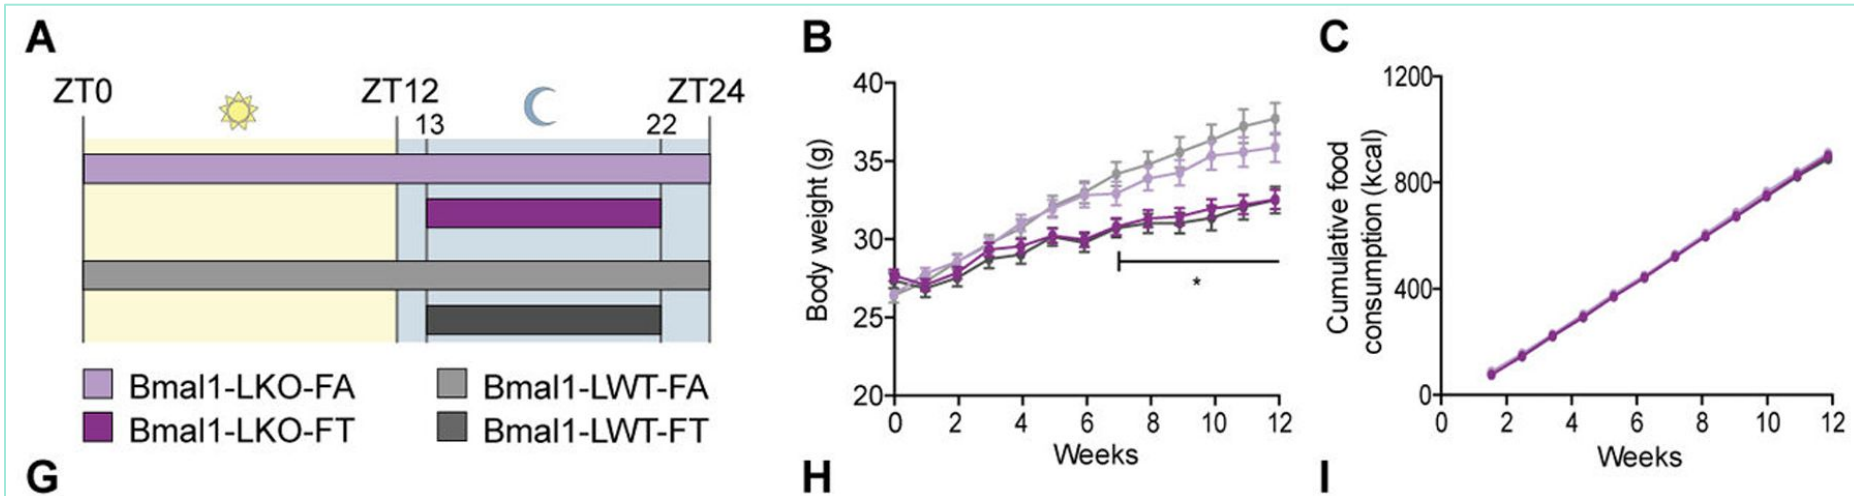 A
ZT0
ZT12
ZT24
13
22
Bmal1-LKO-FA
Bmal1-LWT-FA
Bmal1-LKO-FT
Bmal1-LWT-FT
B
Body weight (g)
40
35
30
25
20
*
0 2 4 6 8 10 12
Weeks
C
Cumulative food
consumption (kcal)
1200
800
400
0
0 2 4 6 8 10 12
Weeks
G
H
I